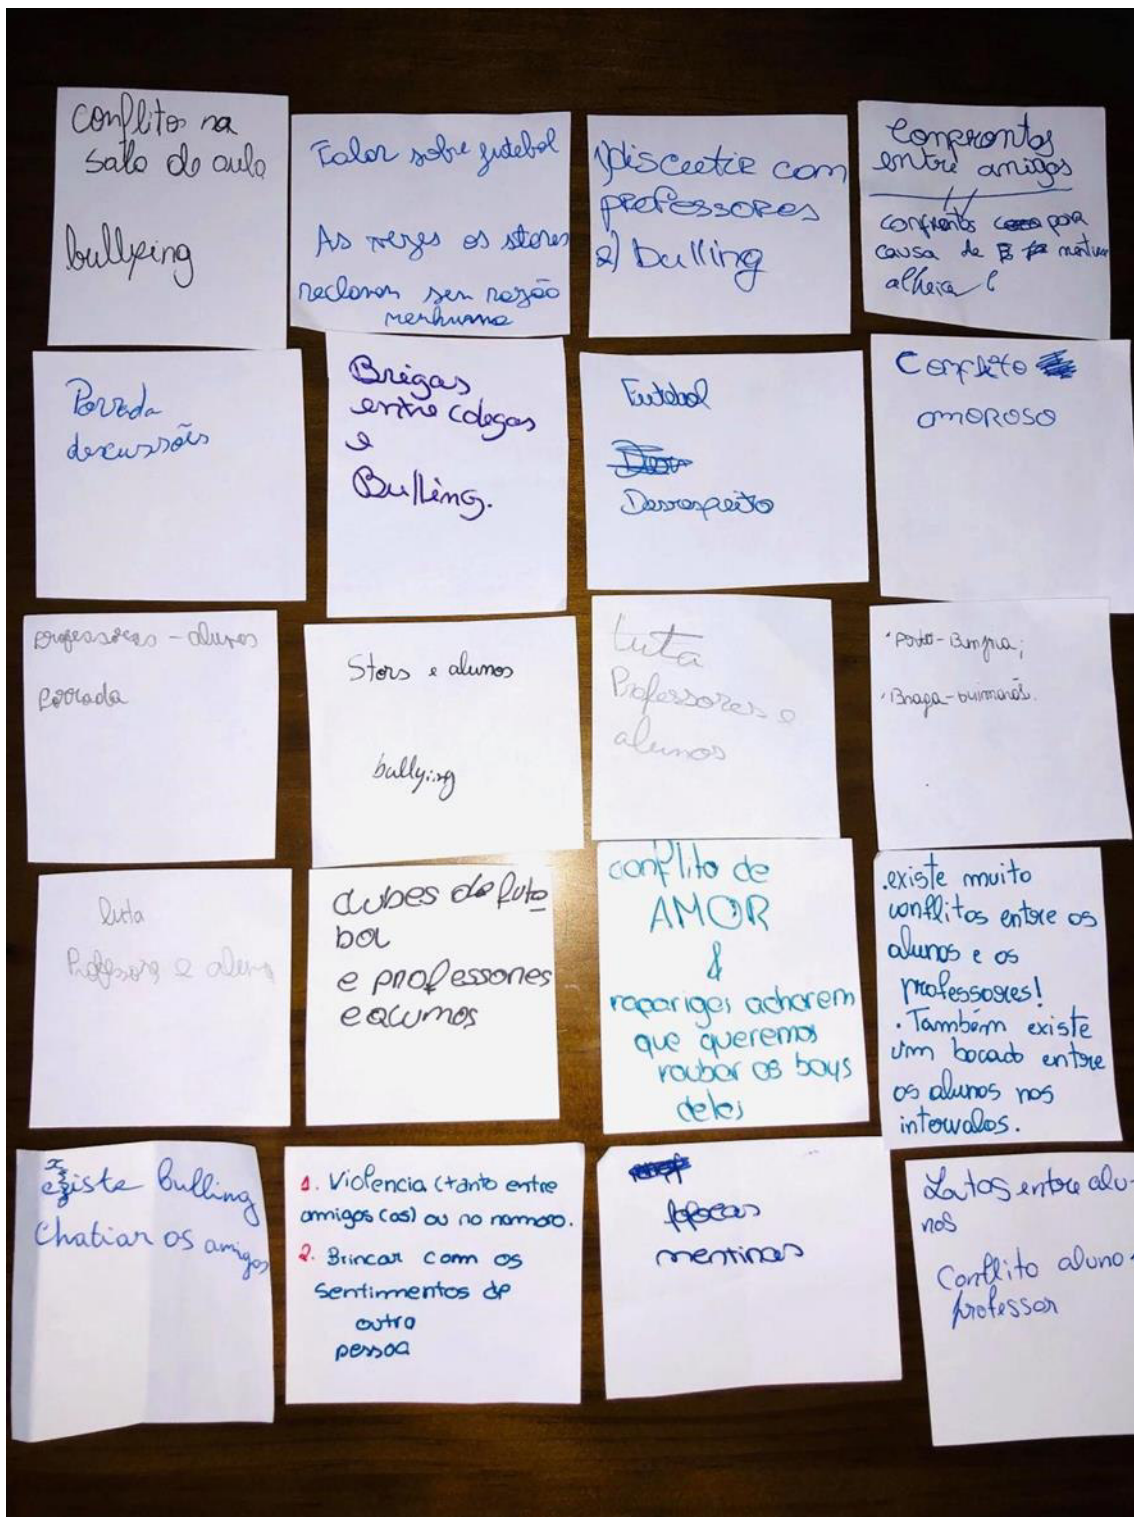 conflitos na
sala de aula
bullying
Falar sobre futebol
As vezes os stores
reclamam sem razão
nenhuma
1) discutir com
professores
2) bulling
Confrontos
entre amigos
confrontos por
causa de
alheia
Porrada
descussões
Brigas
entre colegas
e
Bulling.
Futebol
Desrespeito
Conflito
amoroso
professores - alunos
porrada
Stors e alunos
bullying
Luta
Professores e
alunos
· Porto-Benfica;
· Braga-Guimarães.
luta
Professora e aluno
clubes de fute
bol
e professores
e alunos
conflito de
AMOR
&
raparigas acharem
que queremos
roubar os boys
deles
.existe muito
conflitos entre os
alunos e os
professores!
. Também existe
um bocado entre
os alunos nos
intervalos.
existe bulling
Chatiar os amigos
1. Violencia (tanto entre
amigos (as) ou no namoro.
2. Brincar com os
sentimentos de
outra
pessoa
fofocas
mentiras
Lutas entre alu-
nos
Conflito aluno-
professor